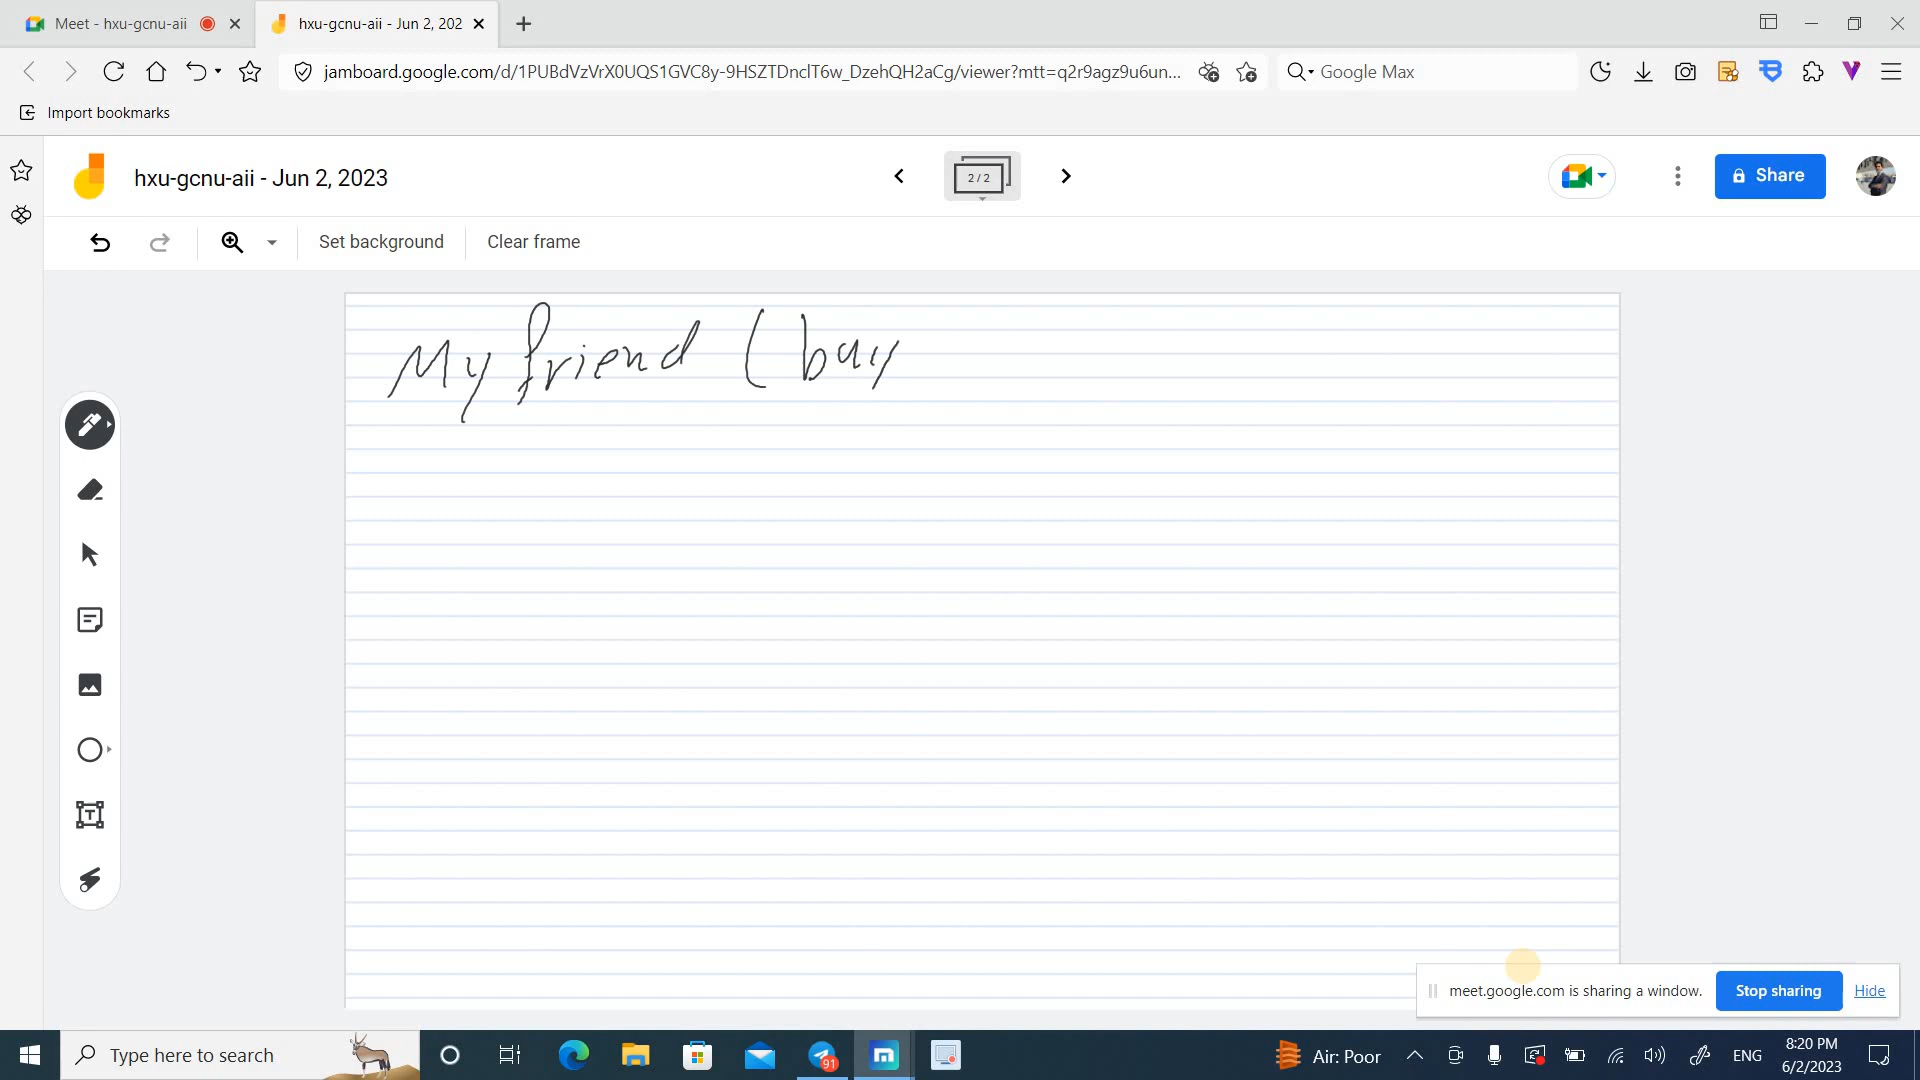 Meet - hxu-gcnu-aii
hxu-gcnu-aii - Jun 2, 202
jamboard.google.com/d/1PUBdVzVrX0UQS1GVC8y-9HSZTDnclT6w_DzehQH2aCg/viewer?mtt=q2r9agz9u6un...
Google Max
Import bookmarks
hxu-gcnu-aii - Jun 2, 2023
2 / 2
Share
Set background
Clear frame
My friend ( buy
meet.google.com is sharing a window.
Stop sharing
Hide
Type here to search
91
Air: Poor
ENG
8:20 PM
6/2/2023